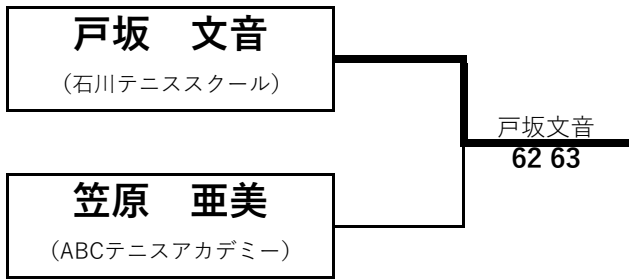 戸坂　文音
（石川テニススクール）
戸坂文音
62 63
笠原　亜美
（ABCテニスアカデミー）